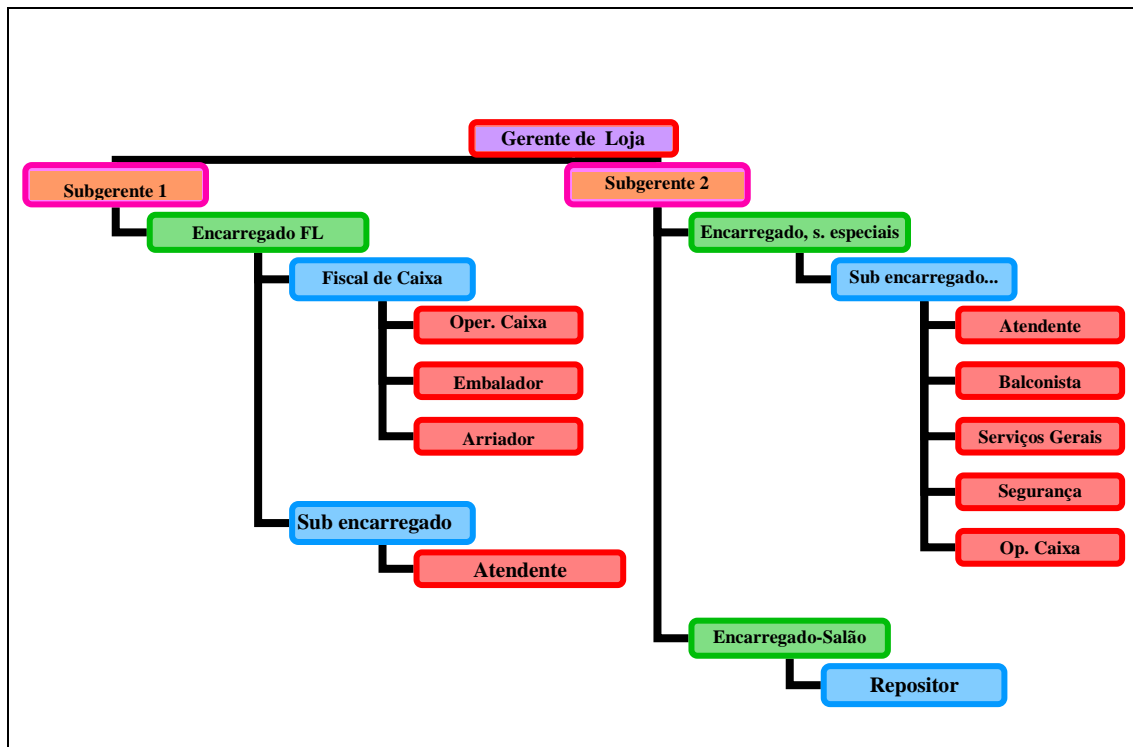 Gerente de Loja
Subgerente 1
Subgerente 2
Encarregado FL
Encarregado, s. especiais
Fiscal de Caixa
Sub encarregado...
Oper. Caixa
Atendente
Embalador
Balconista
Arriador
Serviços Gerais
Segurança
Sub encarregado
Op. Caixa
Atendente
Encarregado-Salão
Repositor